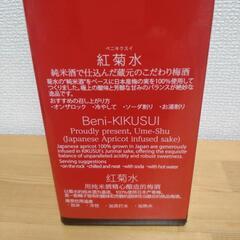 ベニキクスイ
紅菊水
純米酒で仕込んだ蔵元のこだわり梅酒
菊水の"純米酒"をベースに日本産梅の実を100%使用して
つくりました。極上の酸味と芳醇な甘みのバランスが絶妙な
逸品です。
おすすめの召し上がり方
・オンザロック ・冷やして ・ソーダ割り ・お湯割り
Beni-KIKUSUI
Proudly present, Ume-Shu
(Japanese Apricot infused sake)
Japanese apricot 100% grown in Japan are generously
infused in KIKUSUI's Junmai sake, offering the exquisite
balance of unparalleled acidity and robust sweetness.
Serving suggestions:
-on the rock -chilled and neat -with soda -with hot water
紅菊水
用纯米酒精心酿造的梅酒